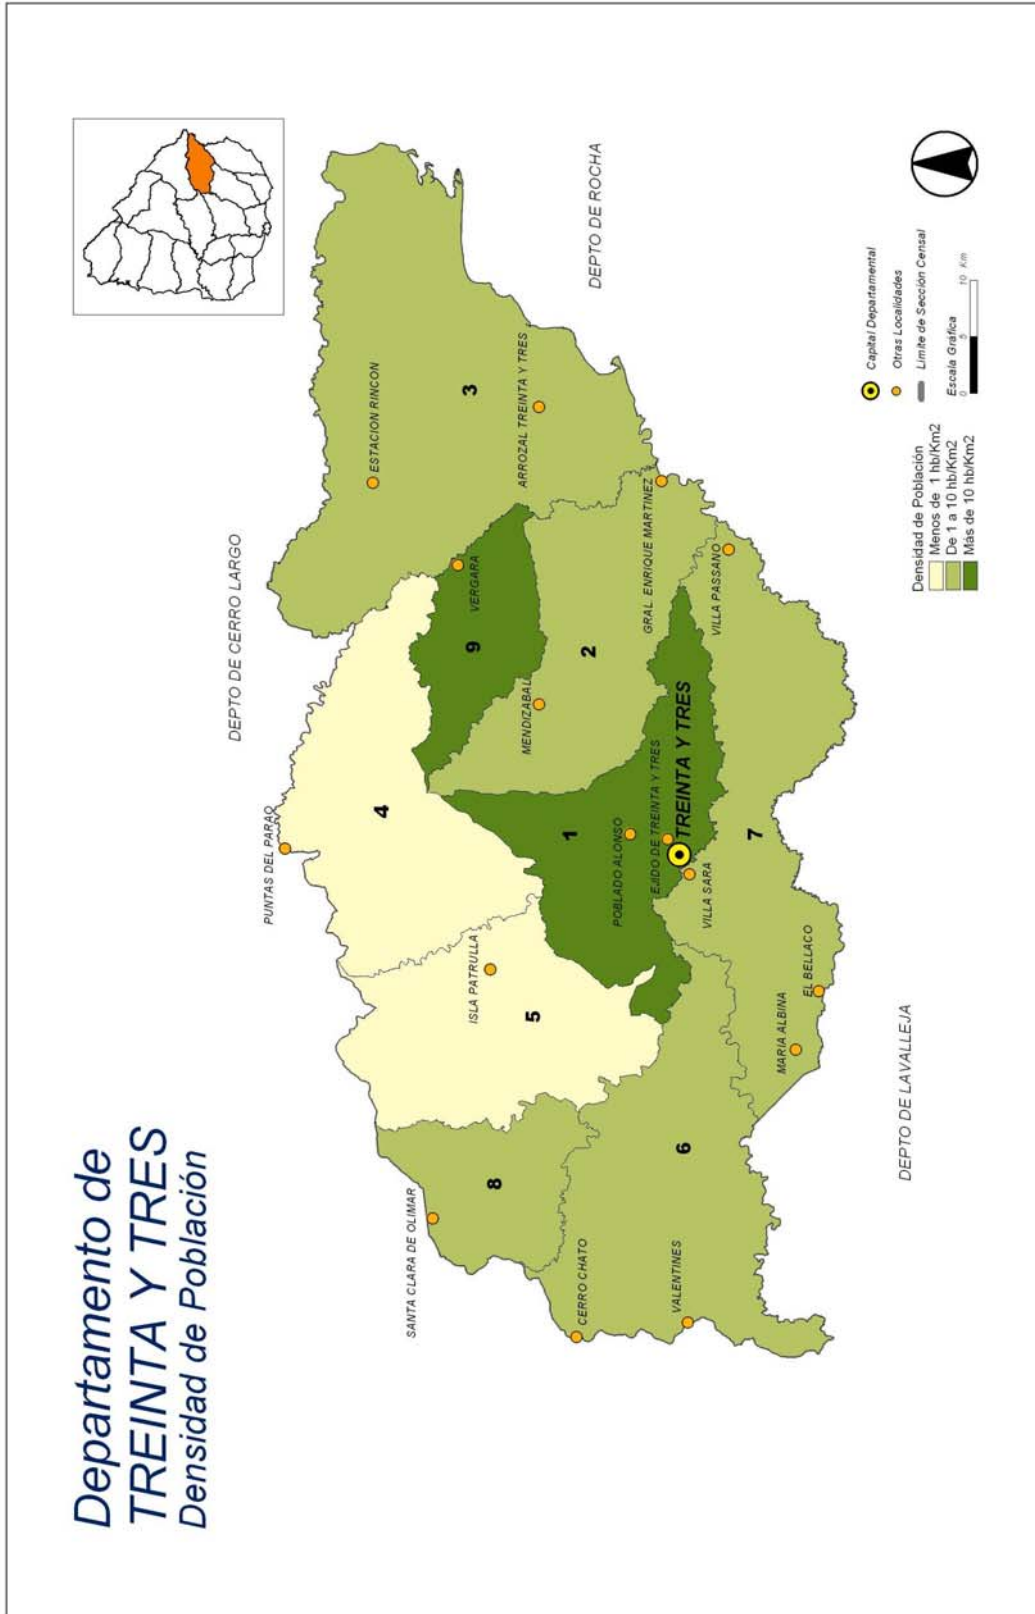 Departamento de
TREINTA Y TRES
Densidad de Población
DEPTO DE CERRO LARGO
PUNTAS DEL PARAO
ESTACION RINCON
SANTA CLARA DE OLIMAR
4
VERGARA
9
3
ISLA PATRULLA
8
5
MENDIZABAL
ARROZAL TREINTA Y TRES
DEPTO DE ROCHA
CERRO CHATO
1
2
POBLADO ALONSO
EJIDO DE TREINTA Y TRES
GRAL. ENRIQUE MARTINEZ
VALENTINES
6
TREINTA Y TRES
VILLA SARA
VILLA PASSANO
7
MARIA ALBINA
EL BELLACO
DEPTO DE LAVALLEJA
Densidad de Población
Menos de 1 hb/Km2
De 1 a 10 hb/Km2
Más de 10 hb/Km2
Capital Departamental
Otras Localidades
Limite de Sección Censal
Escala Gráfica
0 5 10 Km